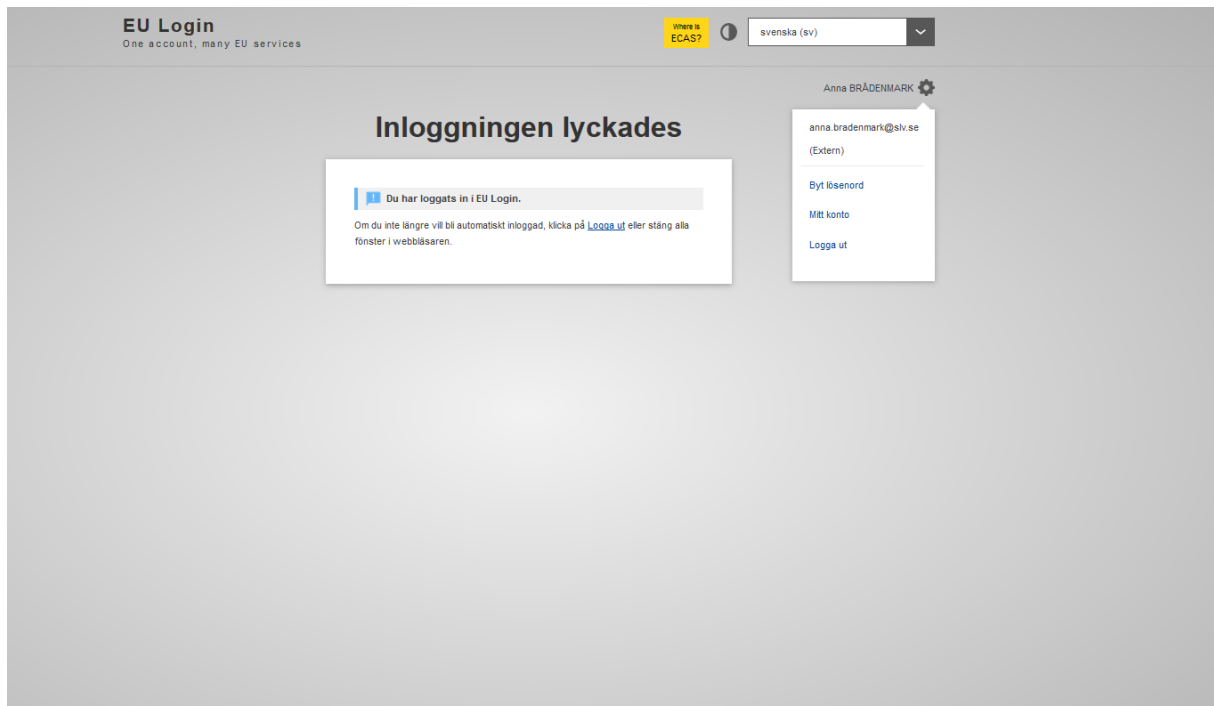 EU Login
One account, many EU services
Where is
ECAS?
svenska (sv)
Anna BRÅDENMARK
Inloggningen lyckades
anna.bradenmark@slv.se
(Extern)
Du har loggats in i EU Login.
Om du inte längre vill bli automatiskt inloggad, klicka på Logga ut eller stäng alla
fönster i webbläsaren.
Byt lösenord
Mitt konto
Logga ut